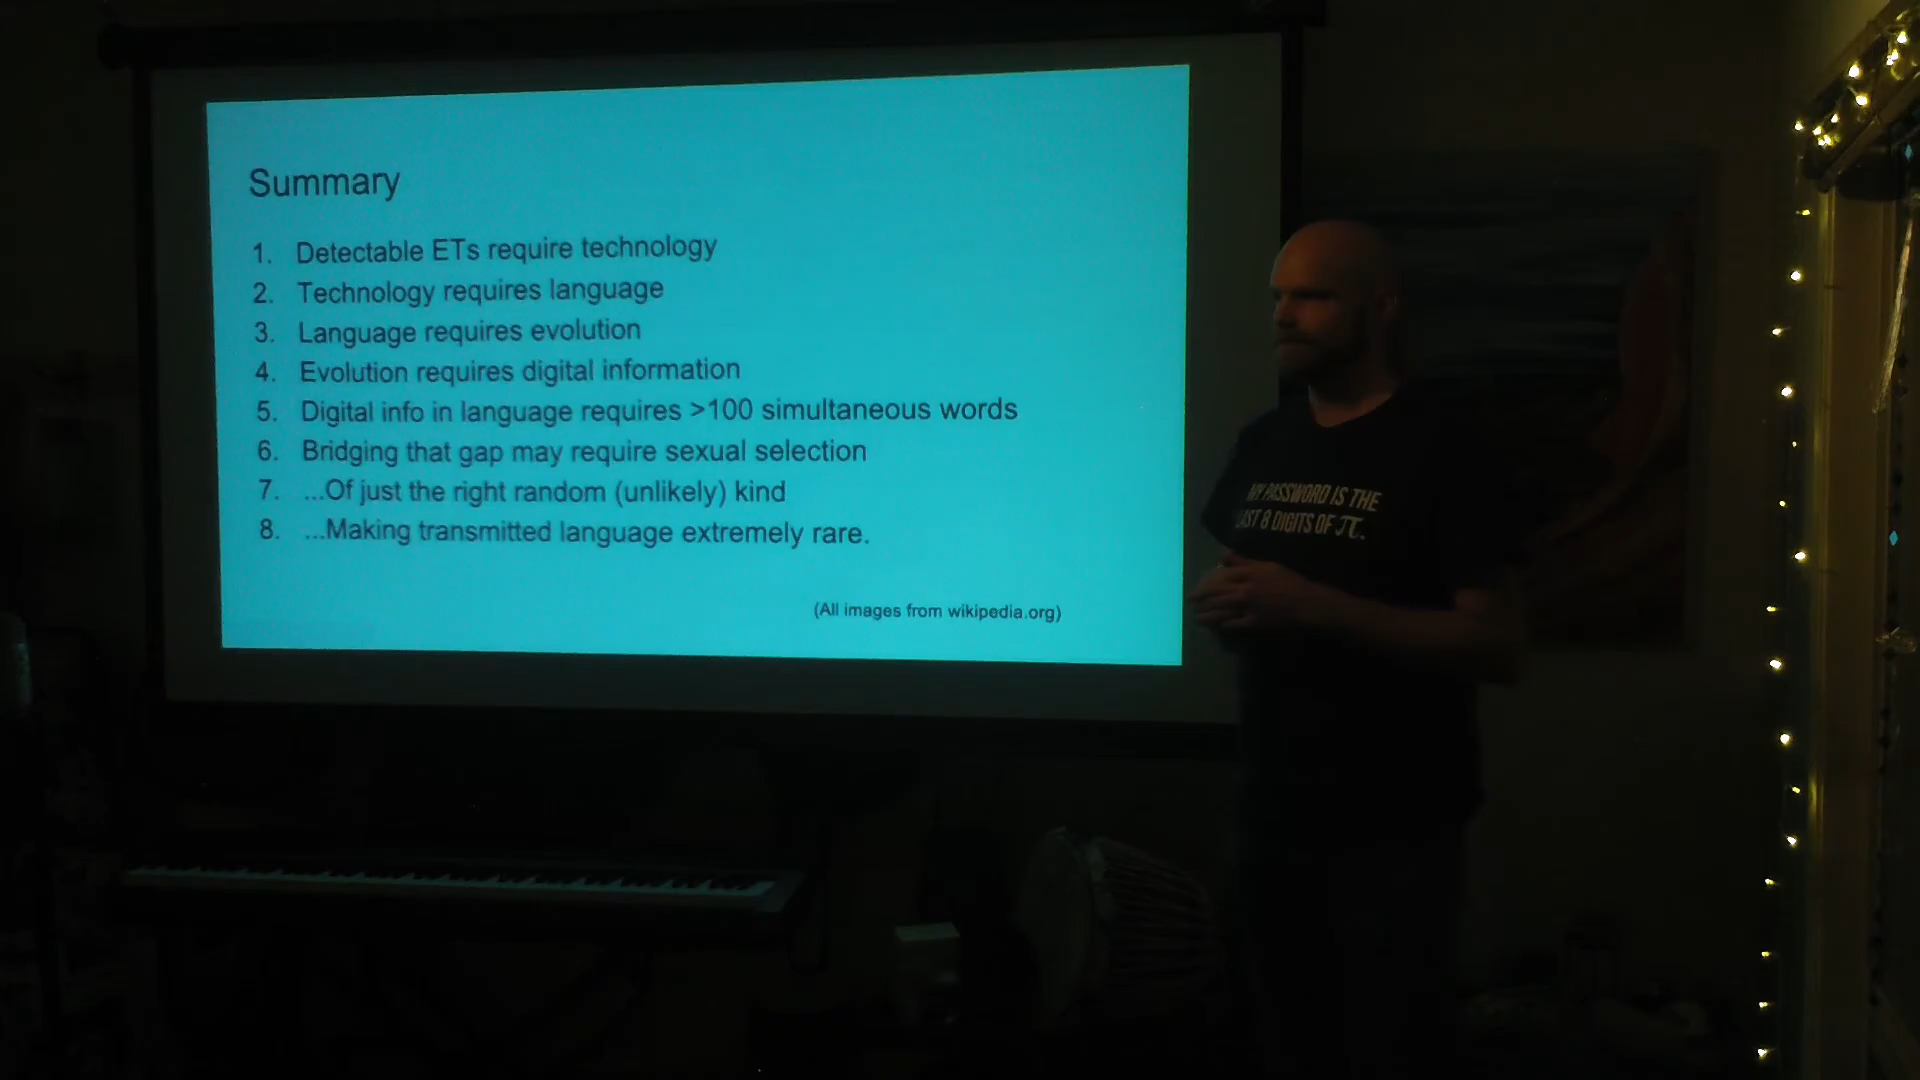 Summary
1. Detectable ETs require technology
2. Technology requires language
3. Language requires evolution
4. Evolution requires digital information
5. Digital info in language requires >100 simultaneous words
6. Bridging that gap may require sexual selection
7. ...Of just the right random (unlikely) kind
8. ...Making transmitted language extremely rare.
(All images from wikipedia.org)
MY PASSWORD IS THE
LAST 8 DIGITS OF π.